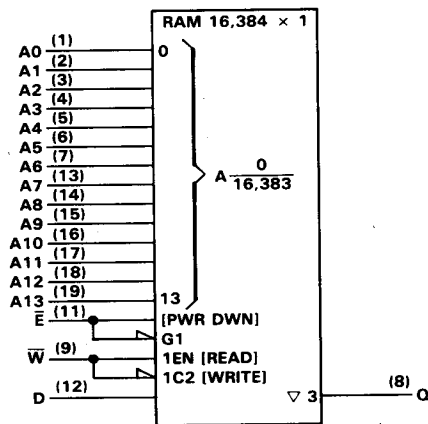 RAM 16,384 × 1
A0 (1) 0
A1 (2)
A2 (3)
A3 (4)
A4 (5)
A5 (6)
A6 (7)
A7 (13)
A8 (14)
A9 (15)
A10 (16)
A11 (17)
A12 (18)
A13 (19) 13
A 0
16,383
E (11) [PWR DWN]
G1
W (9) 1EN [READ]
1C2 [WRITE]
D (12)
▽ 3 (8) Q